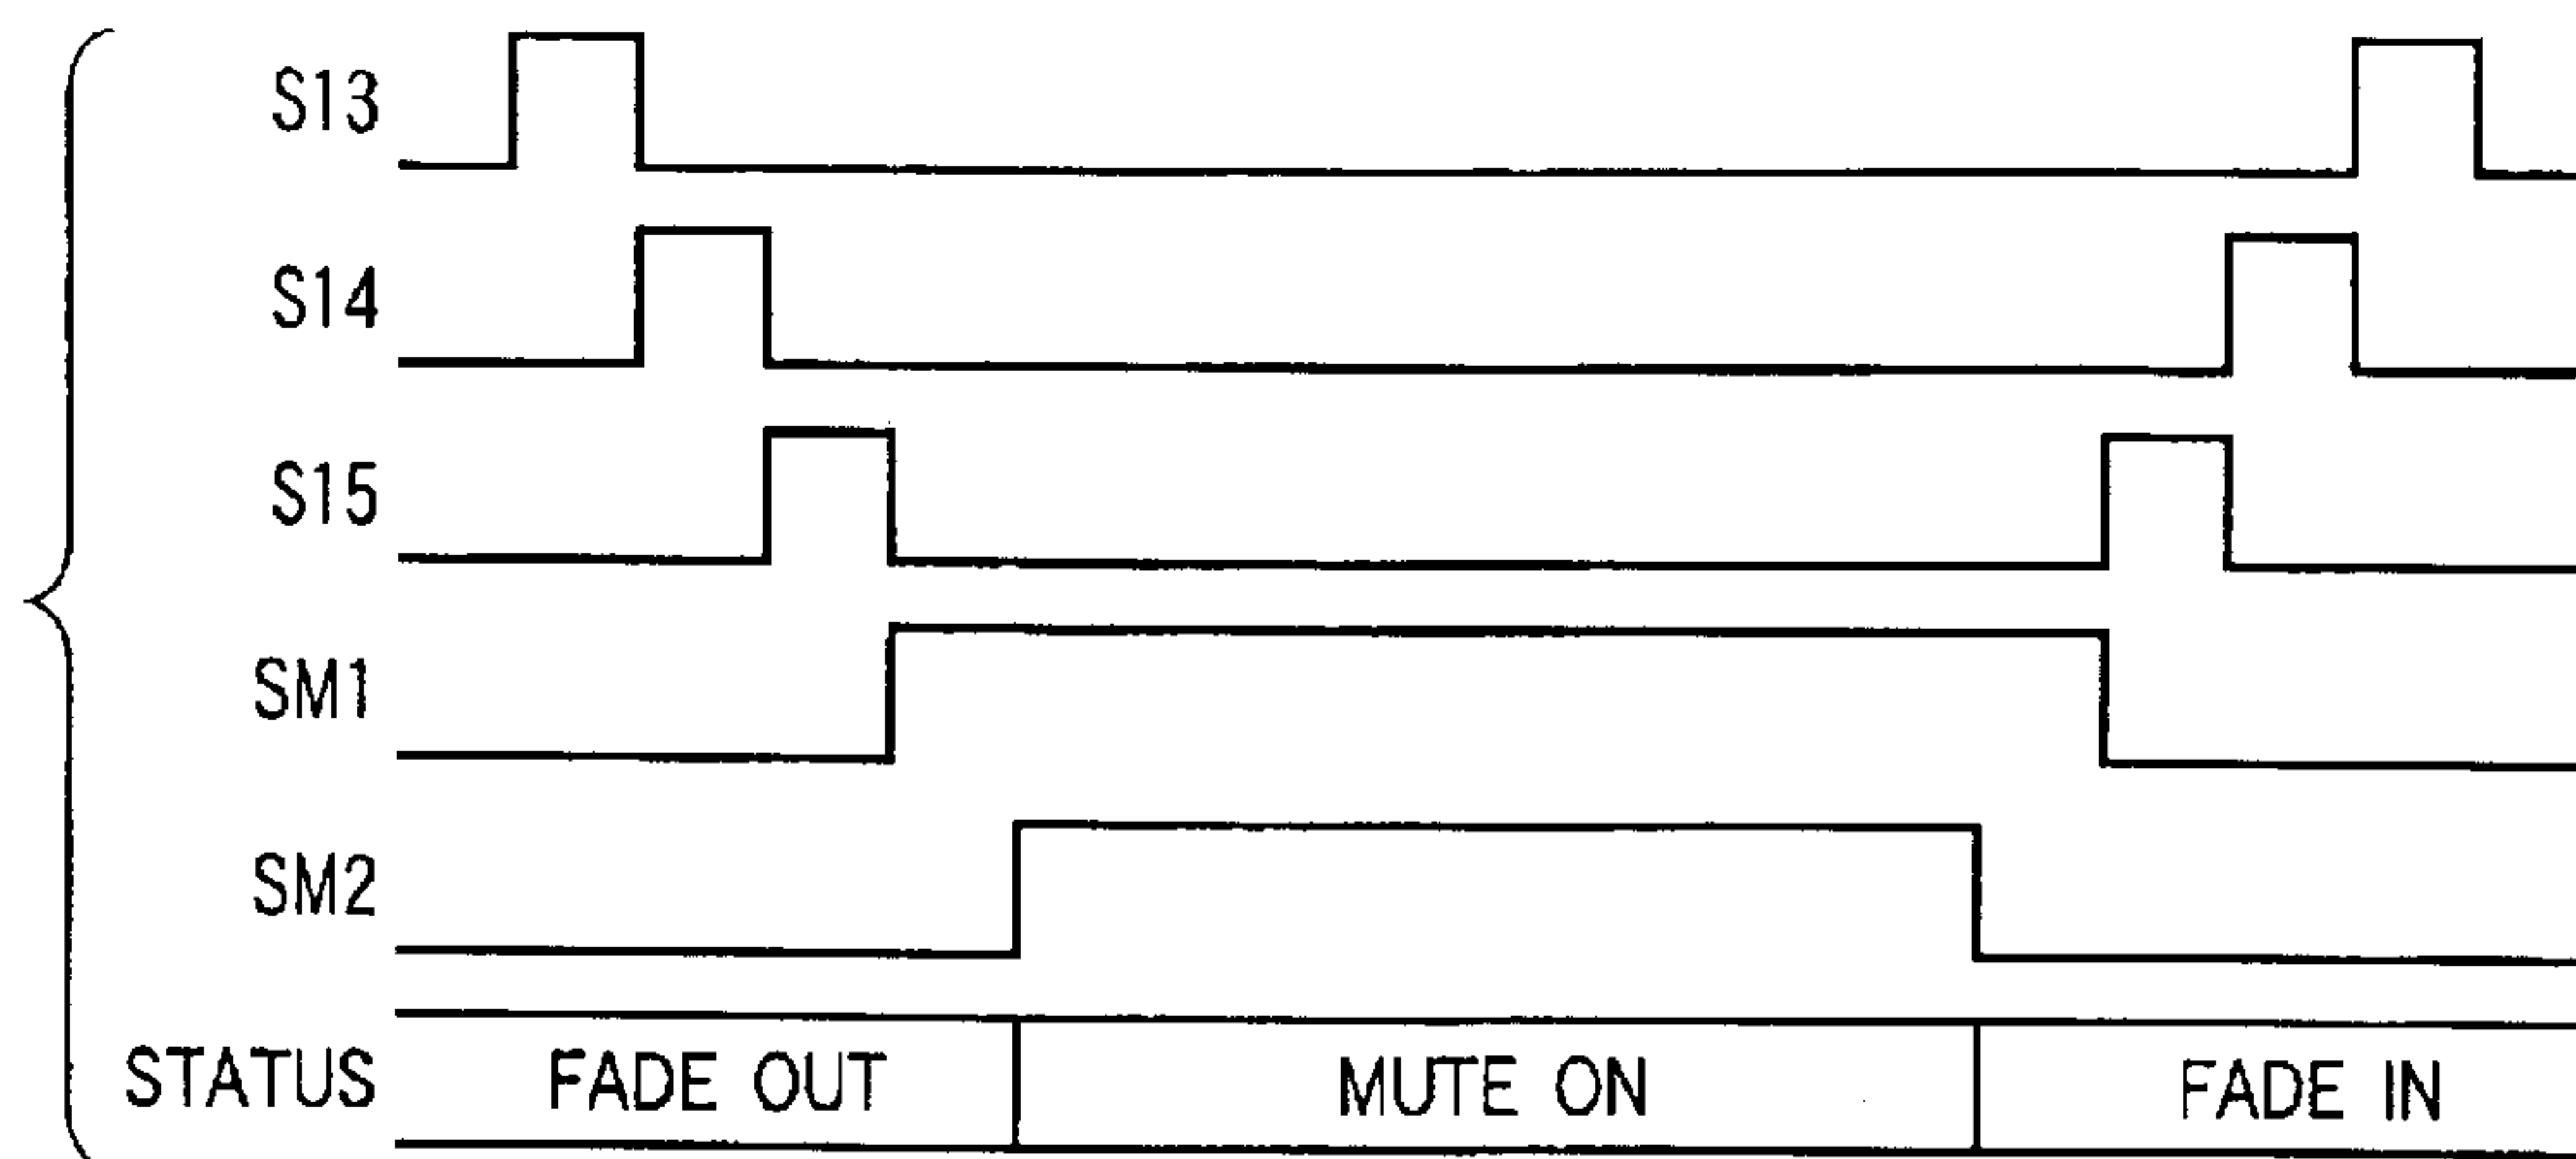 S13
S14
S15
SM1
SM2
STATUS FADE OUT MUTE ON FADE IN